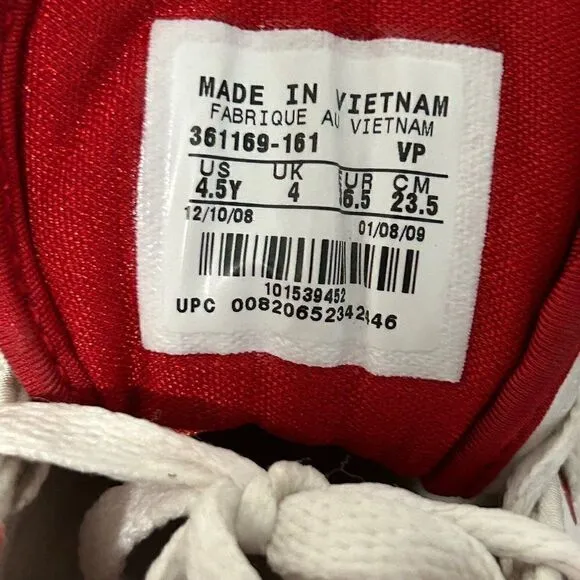 MADE IN VIETNAM
FABRIQUE AU VIETNAM
361169-161 VP
US UK EUR CM
4.5Y 4 36.5 23.5
12/10/08 01/08/09
101539452
UPC